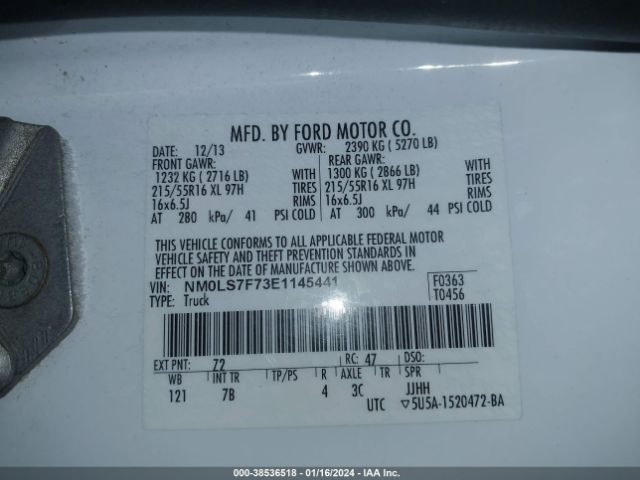 MFD. BY FORD MOTOR CO.
DATE: 12/13 GVWR: 2390 KG ( 5270 LB)
FRONT GAWR: REAR GAWR:
1232 KG ( 2716 LB) WITH 1300 KG ( 2866 LB) WITH
215/55R16 XL 97H TIRES 215/55R16 XL 97H TIRES
16x6.5J RIMS 16x6.5J RIMS
AT 280 kPa/ 41 PSI COLD AT 300 kPa/ 44 PSI COLD
THIS VEHICLE CONFORMS TO ALL APPLICABLE FEDERAL MOTOR
VEHICLE SAFETY AND THEFT PREVENTION STANDARDS IN
EFFECT ON THE DATE OF MANUFACTURE SHOWN ABOVE.
VIN: NM0LS7F73E1145441 F0363
TYPE: Truck T0456
EXT PNT: 72 RC: 47 DSO:
WB INT TR TP/PS R AXLE TR SPR
121 7B 4 3C JJHH
UTC ▽5U5A-1520472-BA
000-38536518 - 01/16/2024 - IAA Inc.